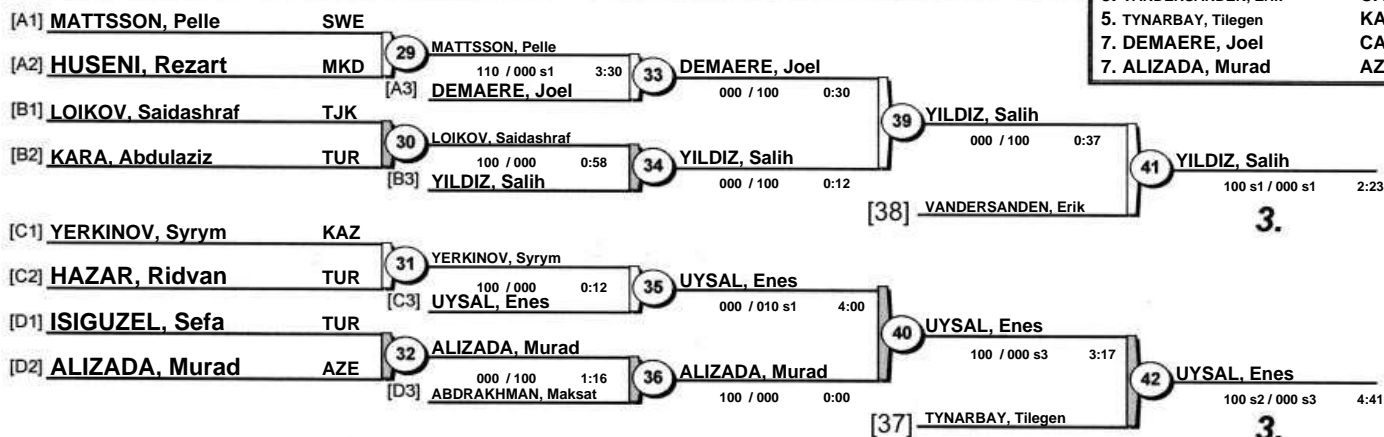 5. TYNARBAY, Tilegen KA
7. DEMAERE, Joel CA
7. ALIZADA, Murad AZ
[A1] MATTSSON, Pelle SWE
29
MATTSSON, Pelle
[A2] HUSENI, Rezart MKD
110 / 000 s1 3:30
[A3] DEMAERE, Joel
33
DEMAERE, Joel
000 / 100 0:30
[B1] LOIKOV, Saidashraf TJK
30
LOIKOV, Saidashraf
[B2] KARA, Abdulaziz TUR
100 / 000 0:58
[B3] YILDIZ, Salih
34
YILDIZ, Salih
000 / 100 0:12
39
YILDIZ, Salih
000 / 100 0:37
[38] VANDERSANDEN, Erik
41
YILDIZ, Salih
100 s1 / 000 s1 2:23
3.
[C1] YERKINOV, Syrym KAZ
31
YERKINOV, Syrym
[C2] HAZAR, Ridvan TUR
100 / 000 0:12
[C3] UYSAL, Enes
35
UYSAL, Enes
000 / 010 s1 4:00
[D1] ISIGUZEL, Sefa TUR
32
ALIZADA, Murad
[D2] ALIZADA, Murad AZE
000 / 100 1:16
[D3] ABDRAKHMAN, Maksat
36
ALIZADA, Murad
100 / 000 0:00
40
UYSAL, Enes
100 / 000 s3 3:17
[37] TYNARBAY, Tilegen
42
UYSAL, Enes
100 s2 / 000 s3 4:41
3.